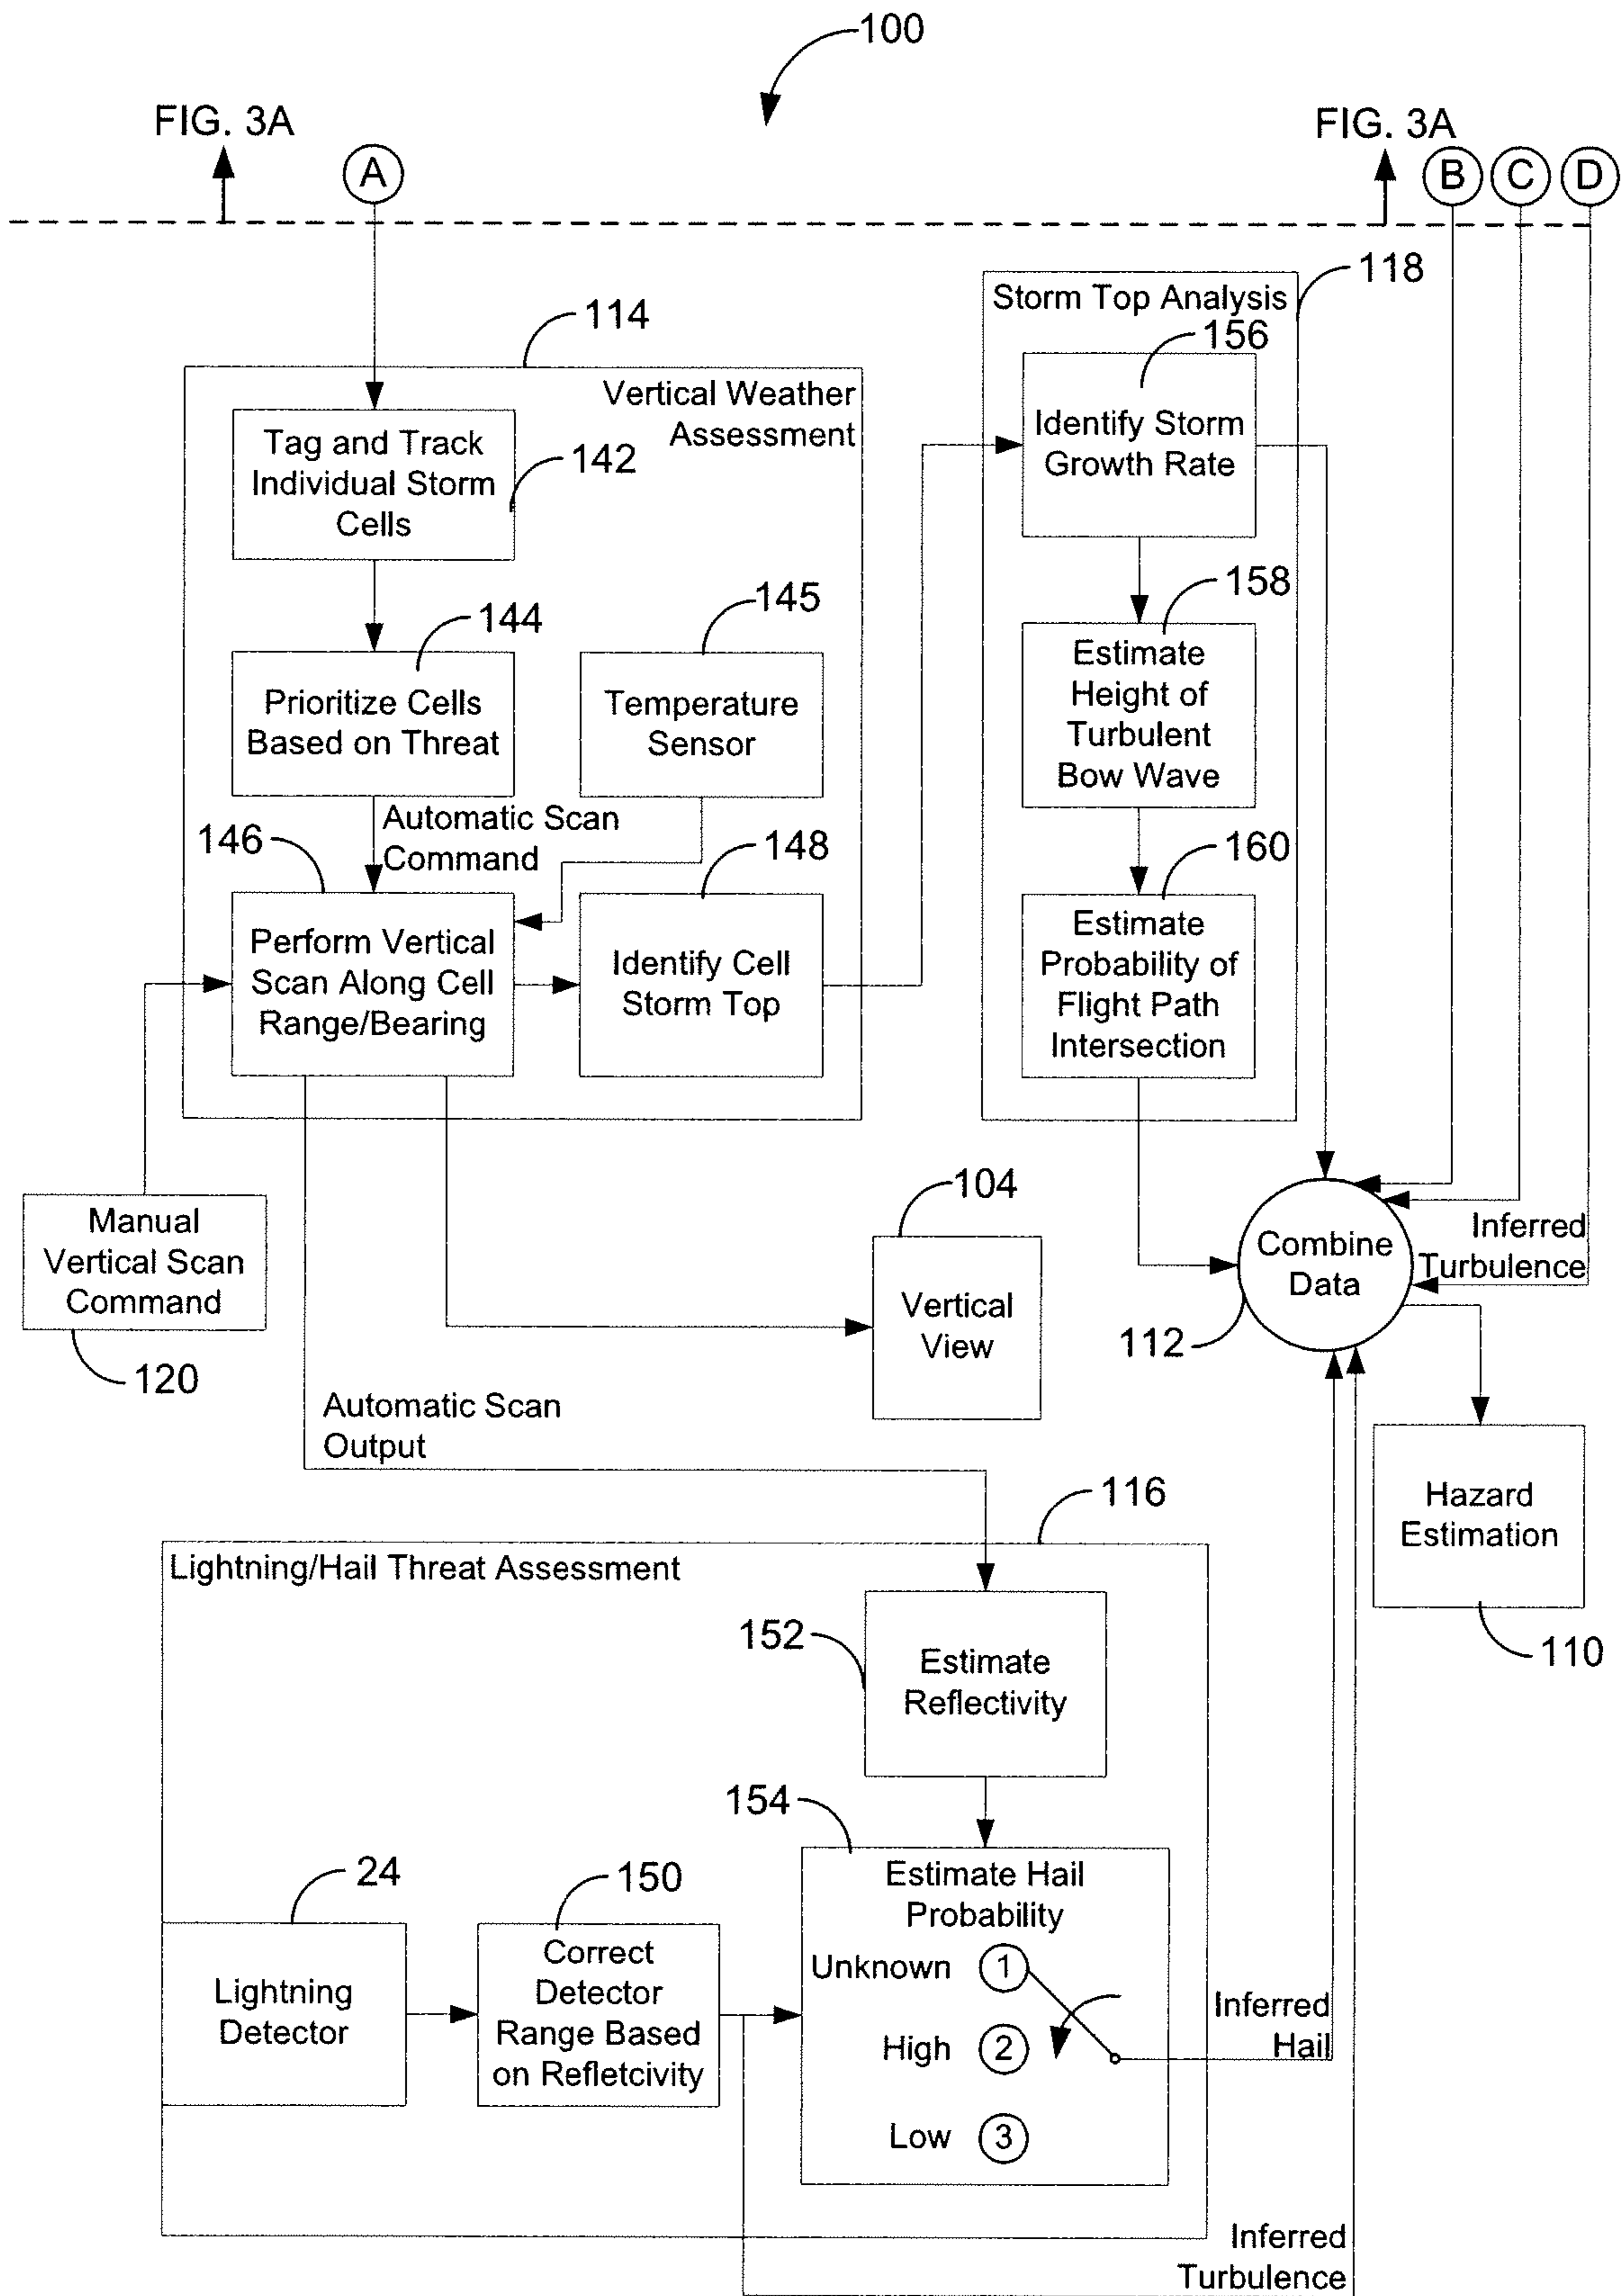 100
FIG. 3A
FIG. 3A
A
B
C
D
118
Storm Top Analysis
114
156
Vertical Weather
Assessment
Tag and Track
Individual Storm
Cells
142
Identify Storm
Growth Rate
144
145
158
Prioritize Cells
Based on Threat
Temperature
Sensor
Estimate
Height of
Turbulent
Bow Wave
Automatic Scan
Command
146
148
160
Perform Vertical
Scan Along Cell
Range/Bearing
Identify Cell
Storm Top
Estimate
Probability of
Flight Path
Intersection
Manual
Vertical Scan
Command
120
104
Vertical
View
Combine
Data
112
Inferred
Turbulence
Automatic Scan
Output
Hazard
Estimation
110
116
Lightning/Hail Threat Assessment
152
Estimate
Reflectivity
154
24
150
Estimate Hail
Probability
Lightning
Detector
Correct
Detector
Range Based
on Refletcivity
Unknown 1
High 2
Low 3
Inferred
Hail
Inferred
Turbulence